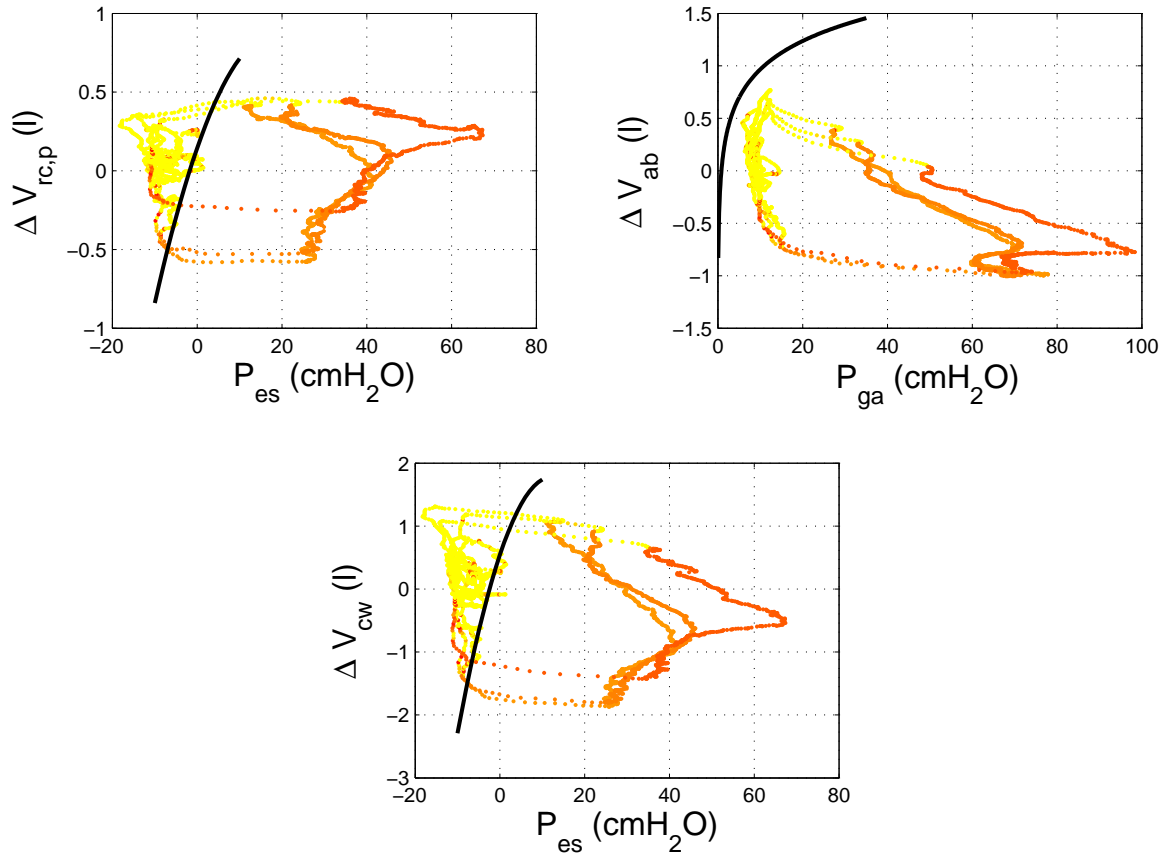 1
0.5
0
−0.5
−1
−20 0 20 40 60 80
Δ V_rc,p (l)
P_es (cmH₂O)
1.5
1
0.5
0
−0.5
−1
−1.5
0 20 40 60 80 100
Δ V_ab (l)
P_ga (cmH₂O)
2
1
0
−1
−2
−3
−20 0 20 40 60 80
Δ V_cw (l)
P_es (cmH₂O)